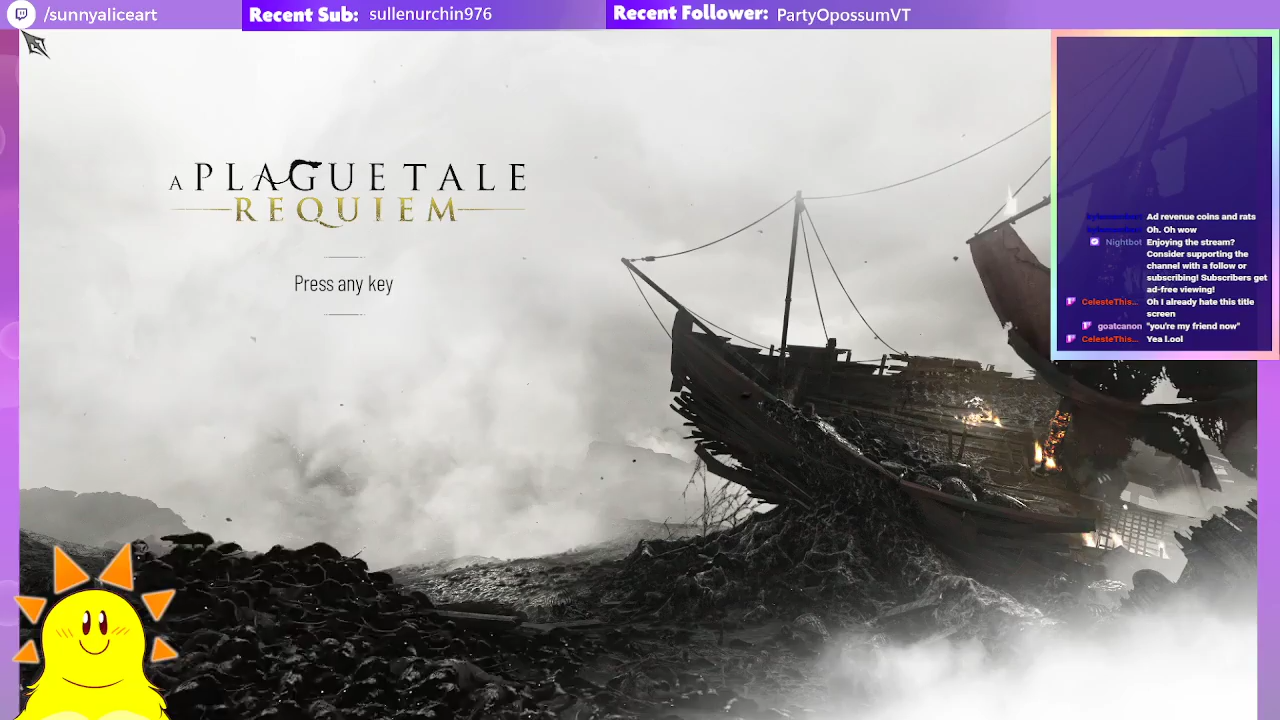 /sunnyaliceart
Recent Sub: sullenurchin976
Recent Follower: PartyOpossumVT
A PLAGUE TALE
REQUIEM
Press any key
Ad revenue coins and rats
Oh. Oh wow
Nightbot Enjoying the stream?
Consider supporting the
channel with a follow or
subscribing! Subscribers get
ad-free viewing!
CelesteThis... Oh I already hate this title
screen
goatcanon "you're my friend now"
CelesteThis... Yea l.ool